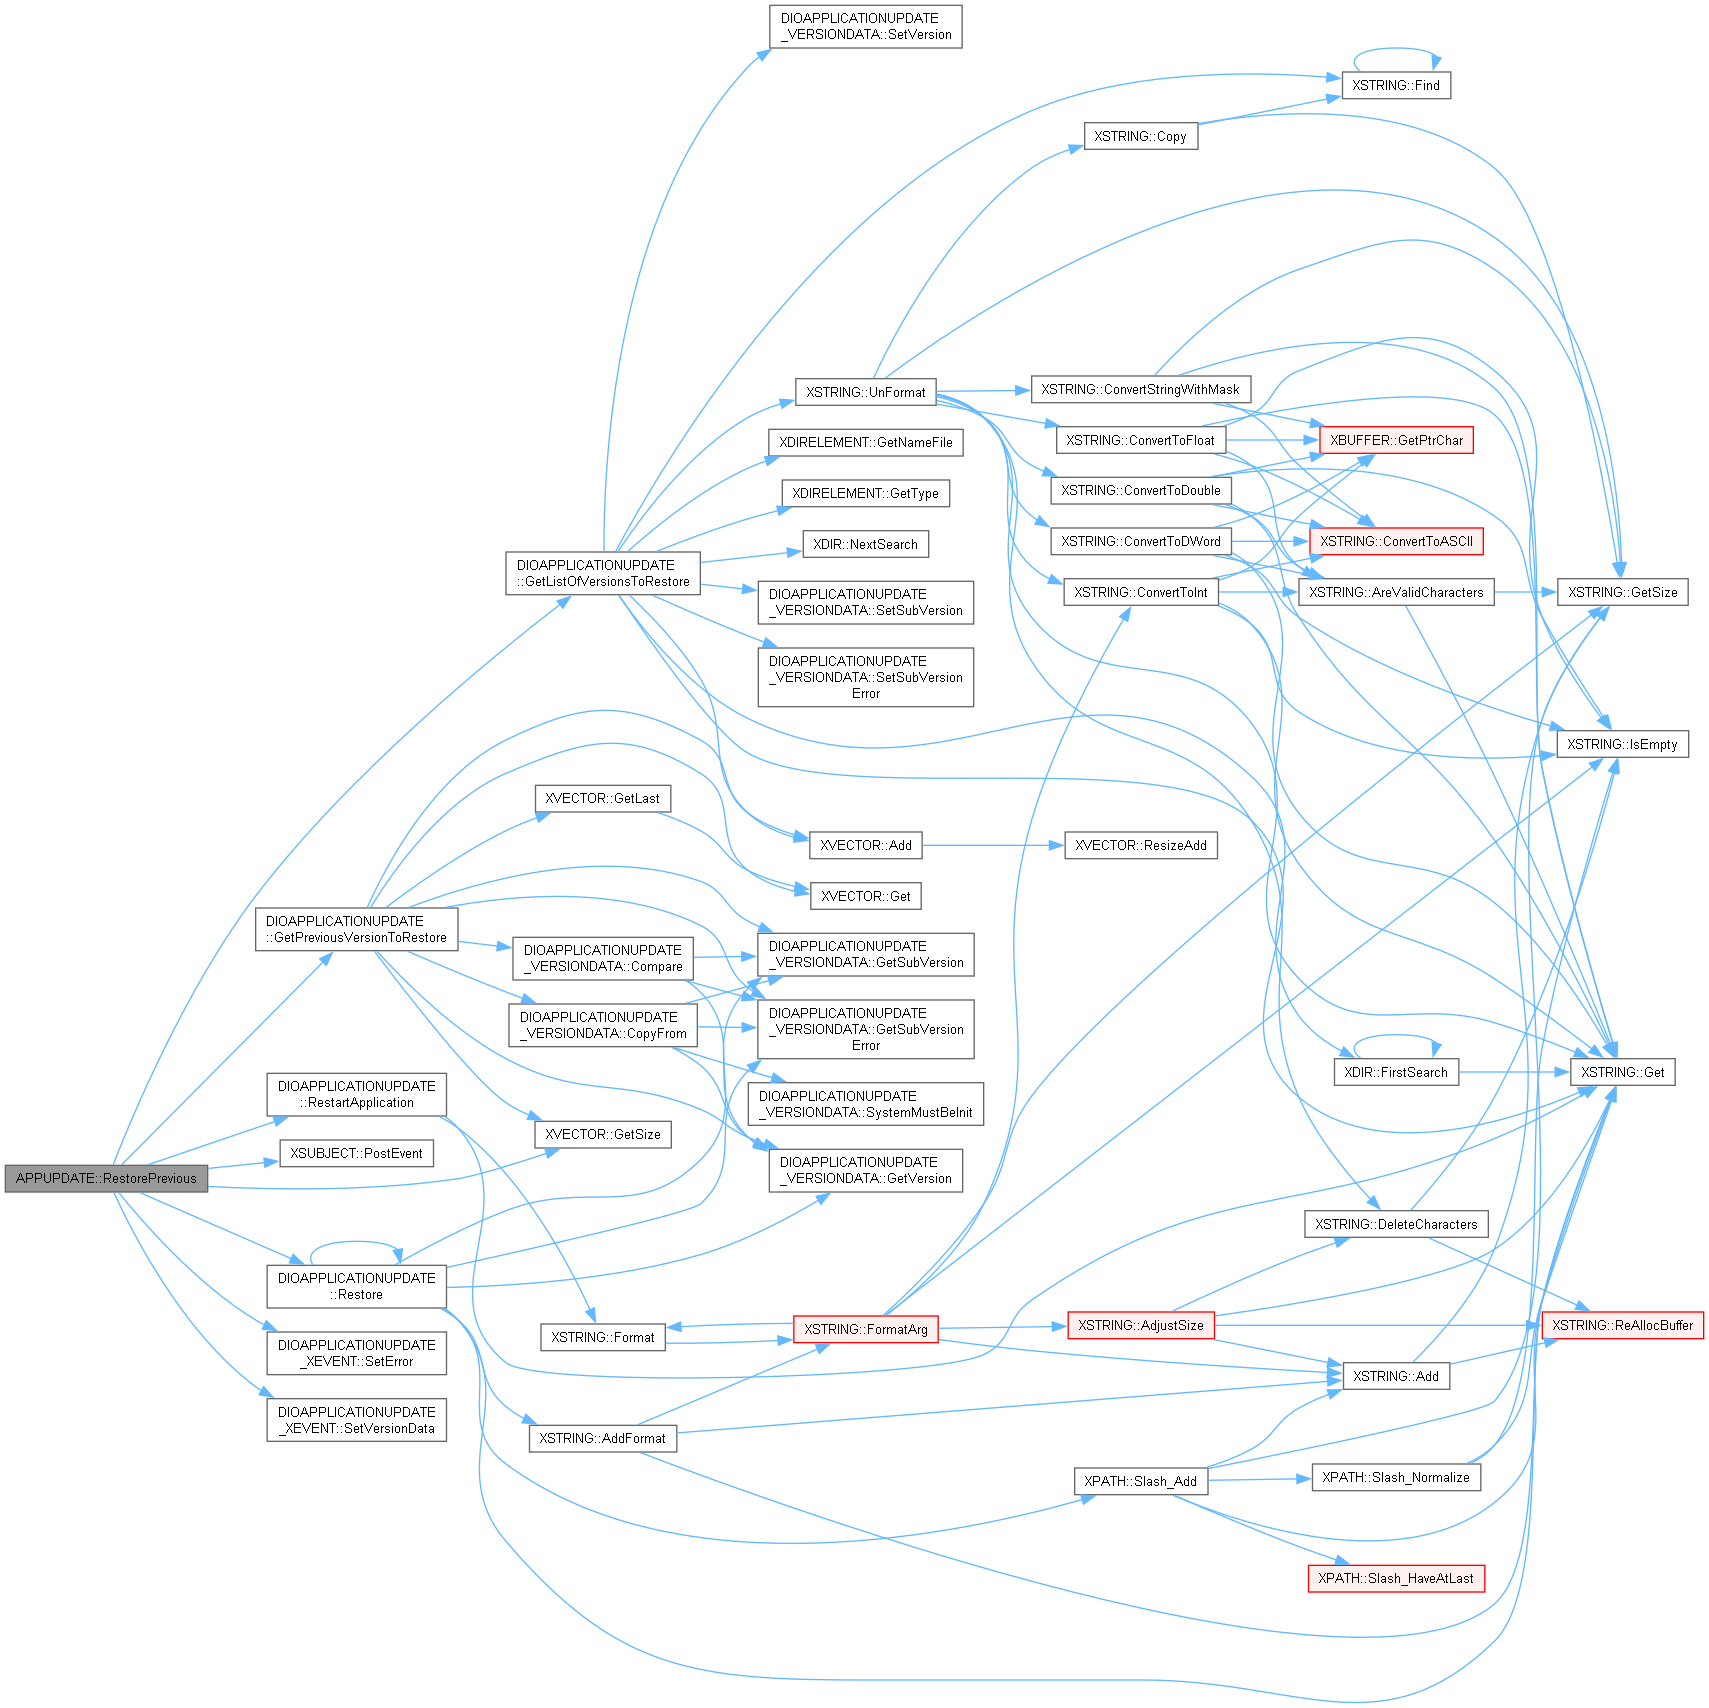 DIOAPPLICATIONUPDATE
_VERSIONDATA::SetVersion
XSTRING::Find
XSTRING::Copy
XSTRING::UnFormat
XSTRING::ConvertStringWithMask
XDIRELEMENT::GetNameFile
XSTRING::ConvertToFloat
XBUFFER::GetPtrChar
XDIRELEMENT::GetType
XSTRING::ConvertToDouble
XDIR::NextSearch
XSTRING::ConvertToDWord
XSTRING::ConvertToASCII
DIOAPPLICATIONUPDATE
::GetListOfVersionsToRestore
DIOAPPLICATIONUPDATE
_VERSIONDATA::SetSubVersion
XSTRING::ConvertToInt
XSTRING::AreValidCharacters
XSTRING::GetSize
DIOAPPLICATIONUPDATE
_VERSIONDATA::SetSubVersion
Error
XSTRING::IsEmpty
XVECTOR::GetLast
XVECTOR::Add
XVECTOR::ResizeAdd
XVECTOR::Get
DIOAPPLICATIONUPDATE
::GetPreviousVersionToRestore
DIOAPPLICATIONUPDATE
_VERSIONDATA::Compare
DIOAPPLICATIONUPDATE
_VERSIONDATA::GetSubVersion
DIOAPPLICATIONUPDATE
_VERSIONDATA::CopyFrom
DIOAPPLICATIONUPDATE
_VERSIONDATA::GetSubVersion
Error
XDIR::FirstSearch
XSTRING::Get
DIOAPPLICATIONUPDATE
::RestartApplication
DIOAPPLICATIONUPDATE
_VERSIONDATA::SystemMustBeInit
XVECTOR::GetSize
XSUBJECT::PostEvent
APPUPDATE::RestorePrevious
DIOAPPLICATIONUPDATE
_VERSIONDATA::GetVersion
XSTRING::DeleteCharacters
DIOAPPLICATIONUPDATE
::Restore
XSTRING::Format
XSTRING::FormatArg
XSTRING::AdjustSize
XSTRING::ReAllocBuffer
DIOAPPLICATIONUPDATE
_XEVENT::SetError
XSTRING::Add
DIOAPPLICATIONUPDATE
_XEVENT::SetVersionData
XSTRING::AddFormat
XPATH::Slash_Add
XPATH::Slash_Normalize
XPATH::Slash_HaveAtLast